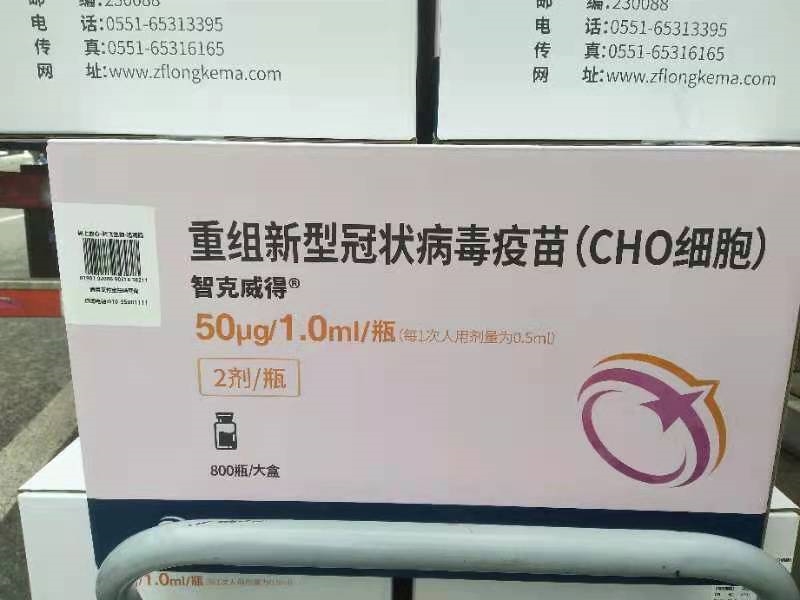 编:230088
电 话:0551-65313395
传 真:0551-65316165
网 址:www.zflongkema.com
编:230088
电 话:0551-65313395
传 真:0551-65316165
网 址:www.zflongkema.com
重组新型冠状病毒疫苗(CHO细胞)
智克威得®
50μg/1.0ml/瓶(每1次人用剂量为0.5ml)
2剂/瓶
800瓶/大盒
/1.0ml/瓶